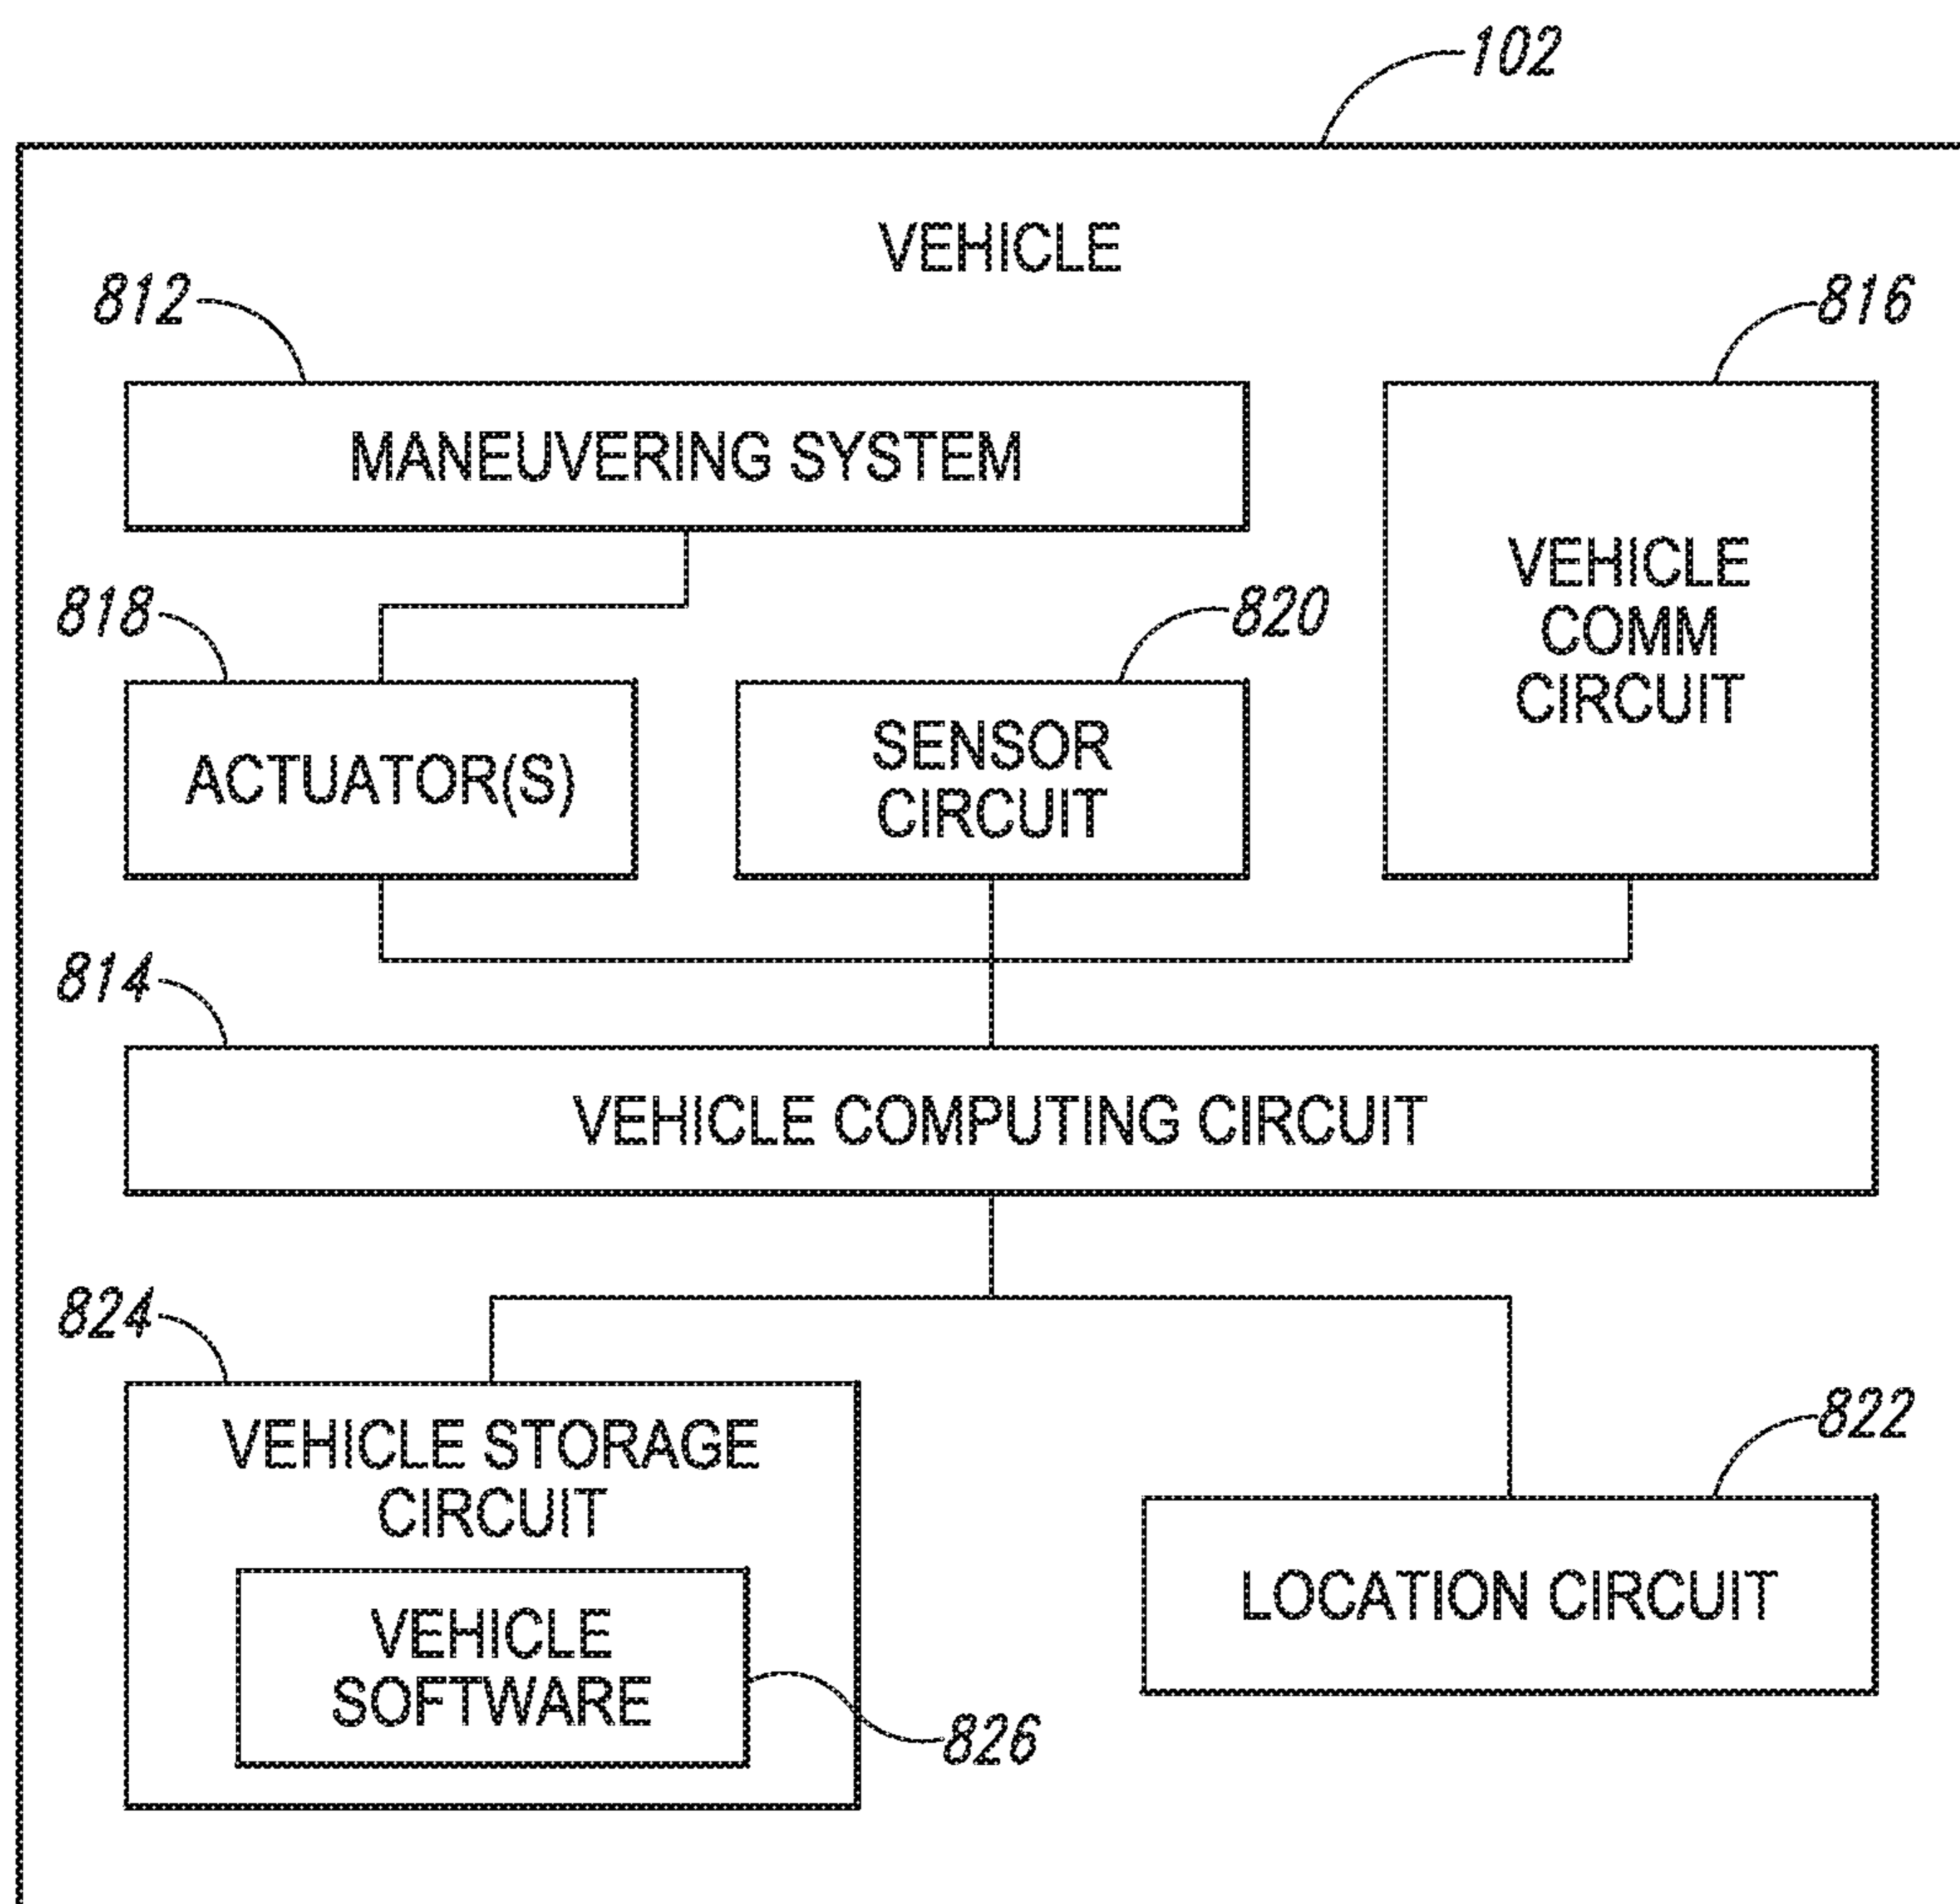 102
VEHICLE
812
816
MANEUVERING SYSTEM
VEHICLE
COMM
CIRCUIT
818
820
ACTUATOR(S)
SENSOR
CIRCUIT
814
VEHICLE COMPUTING CIRCUIT
824
VEHICLE STORAGE
CIRCUIT
822
LOCATION CIRCUIT
VEHICLE
SOFTWARE
826